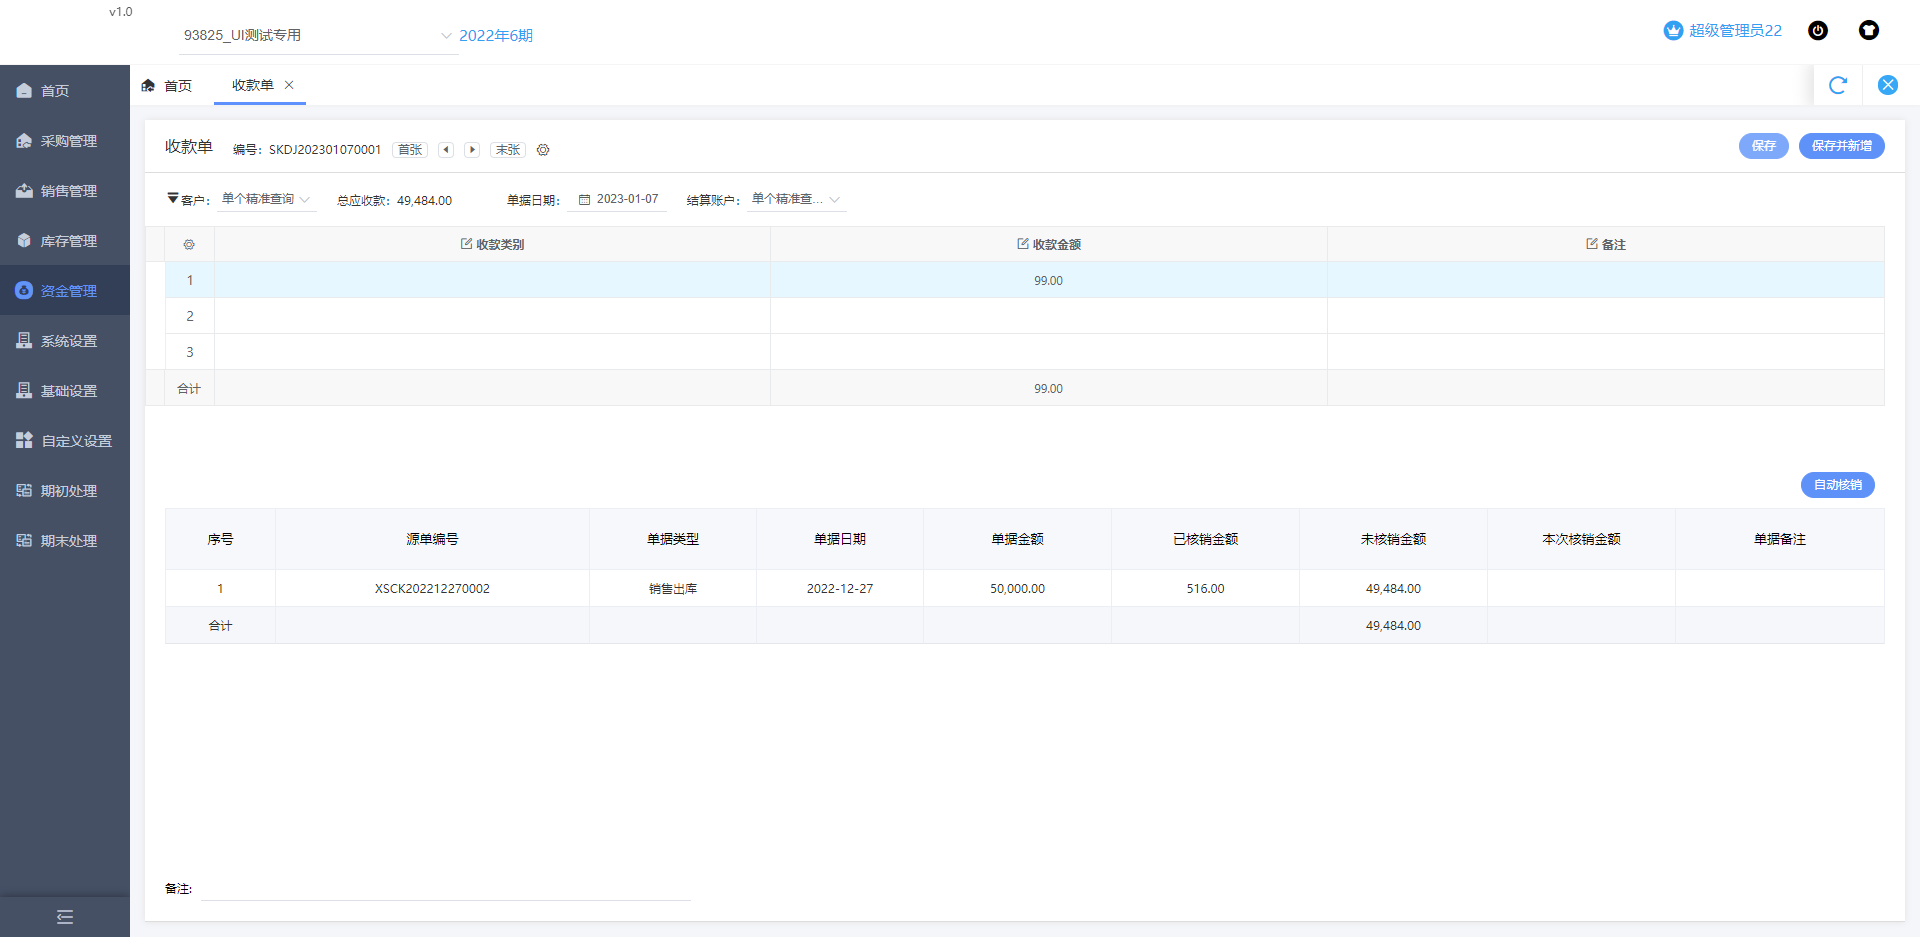 v1.0
93825_UI测试专用 2022年6期 超级管理员22
首页
采购管理
销售管理
库存管理
资金管理
系统设置
基础设置
自定义设置
期初处理
期末处理
首页 收款单
收款单 编号: SKDJ202301070001 首张 末张 保存 保存并新增
客户: 单个精准查询 总应收款: 49,484.00 单据日期: 2023-01-07 结算账户: 单个精准查...
收款类别 收款金额 备注
1 99.00
2
3
合计 99.00
自动核销
序号 源单编号 单据类型 单据日期 单据金额 已核销金额 未核销金额 本次核销金额 单据备注
1 XSCK202212270002 销售出库 2022-12-27 50,000.00 516.00 49,484.00
合计 49,484.00
备注: